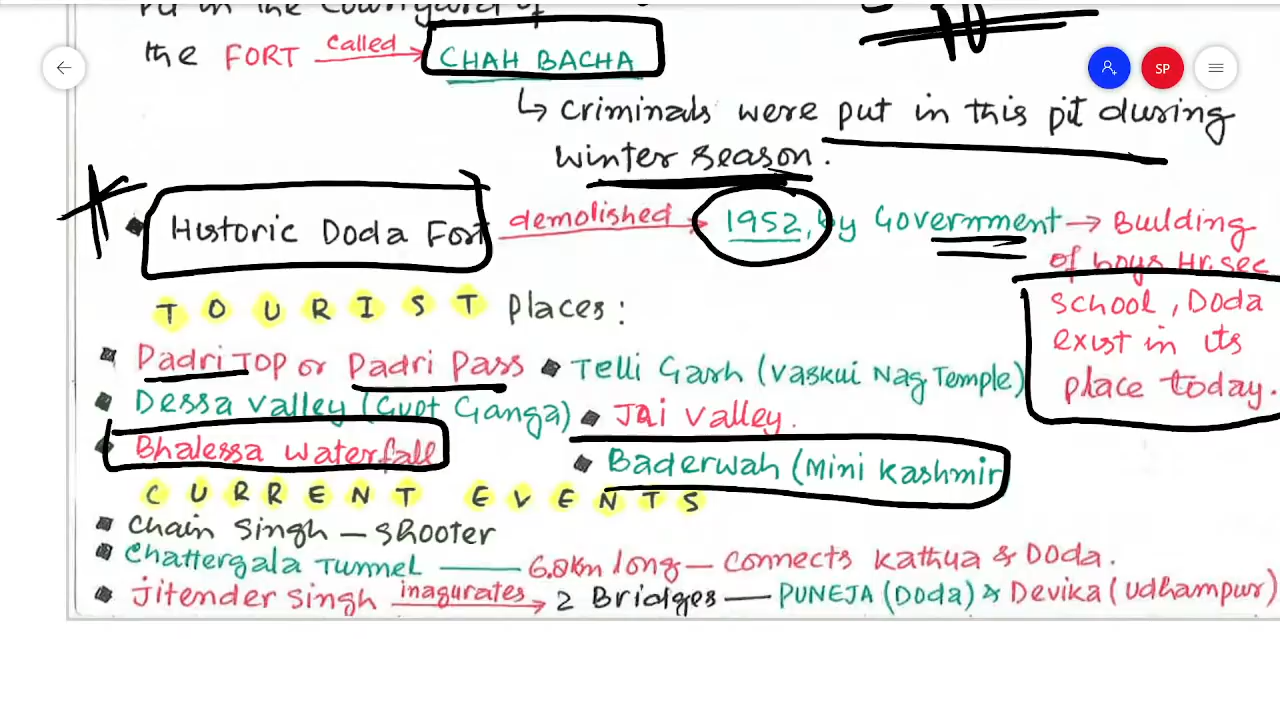 the FORT called CHAH BACHA
SP
↳ Criminals were put in this pit during
winter season.
Historic Doda Fort demolished 1952, by Government → Building
of boys Hr. sec
school, Doda
exist in its
place today.
TOURIST Places:
Padri TOP or Padri Pass
Telli Garh (Vaskui Nag Temple)
Dessa Valley (Gupt Ganga)
Jai Valley.
Bhalessa waterfall
Baderwah (Mini Kashmir
CURRENT EVENTS
Chain Singh — Shooter
Chattergala Tunnel — 6.8km long — connects Kathua & Doda.
Jitender Singh inagurates 2 Bridges — PUNEJA (Doda) & Devika (Udhampur)